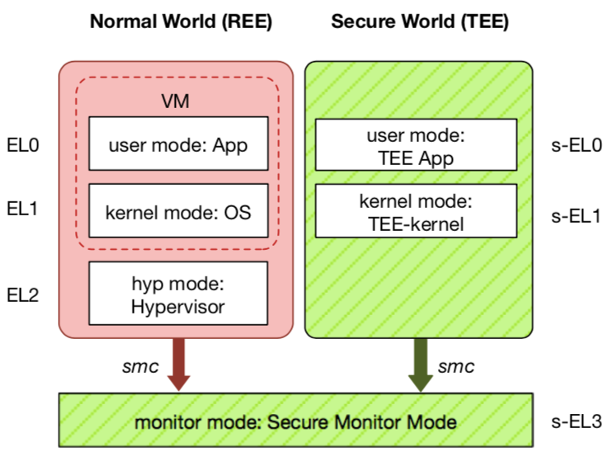 Normal World (REE)
Secure World (TEE)
VM
EL0
user mode: App
user mode:
TEE App
s-EL0
EL1
kernel mode: OS
kernel mode:
TEE-kernel
s-EL1
EL2
hyp mode:
Hypervisor
smc
smc
monitor mode: Secure Monitor Mode
s-EL3